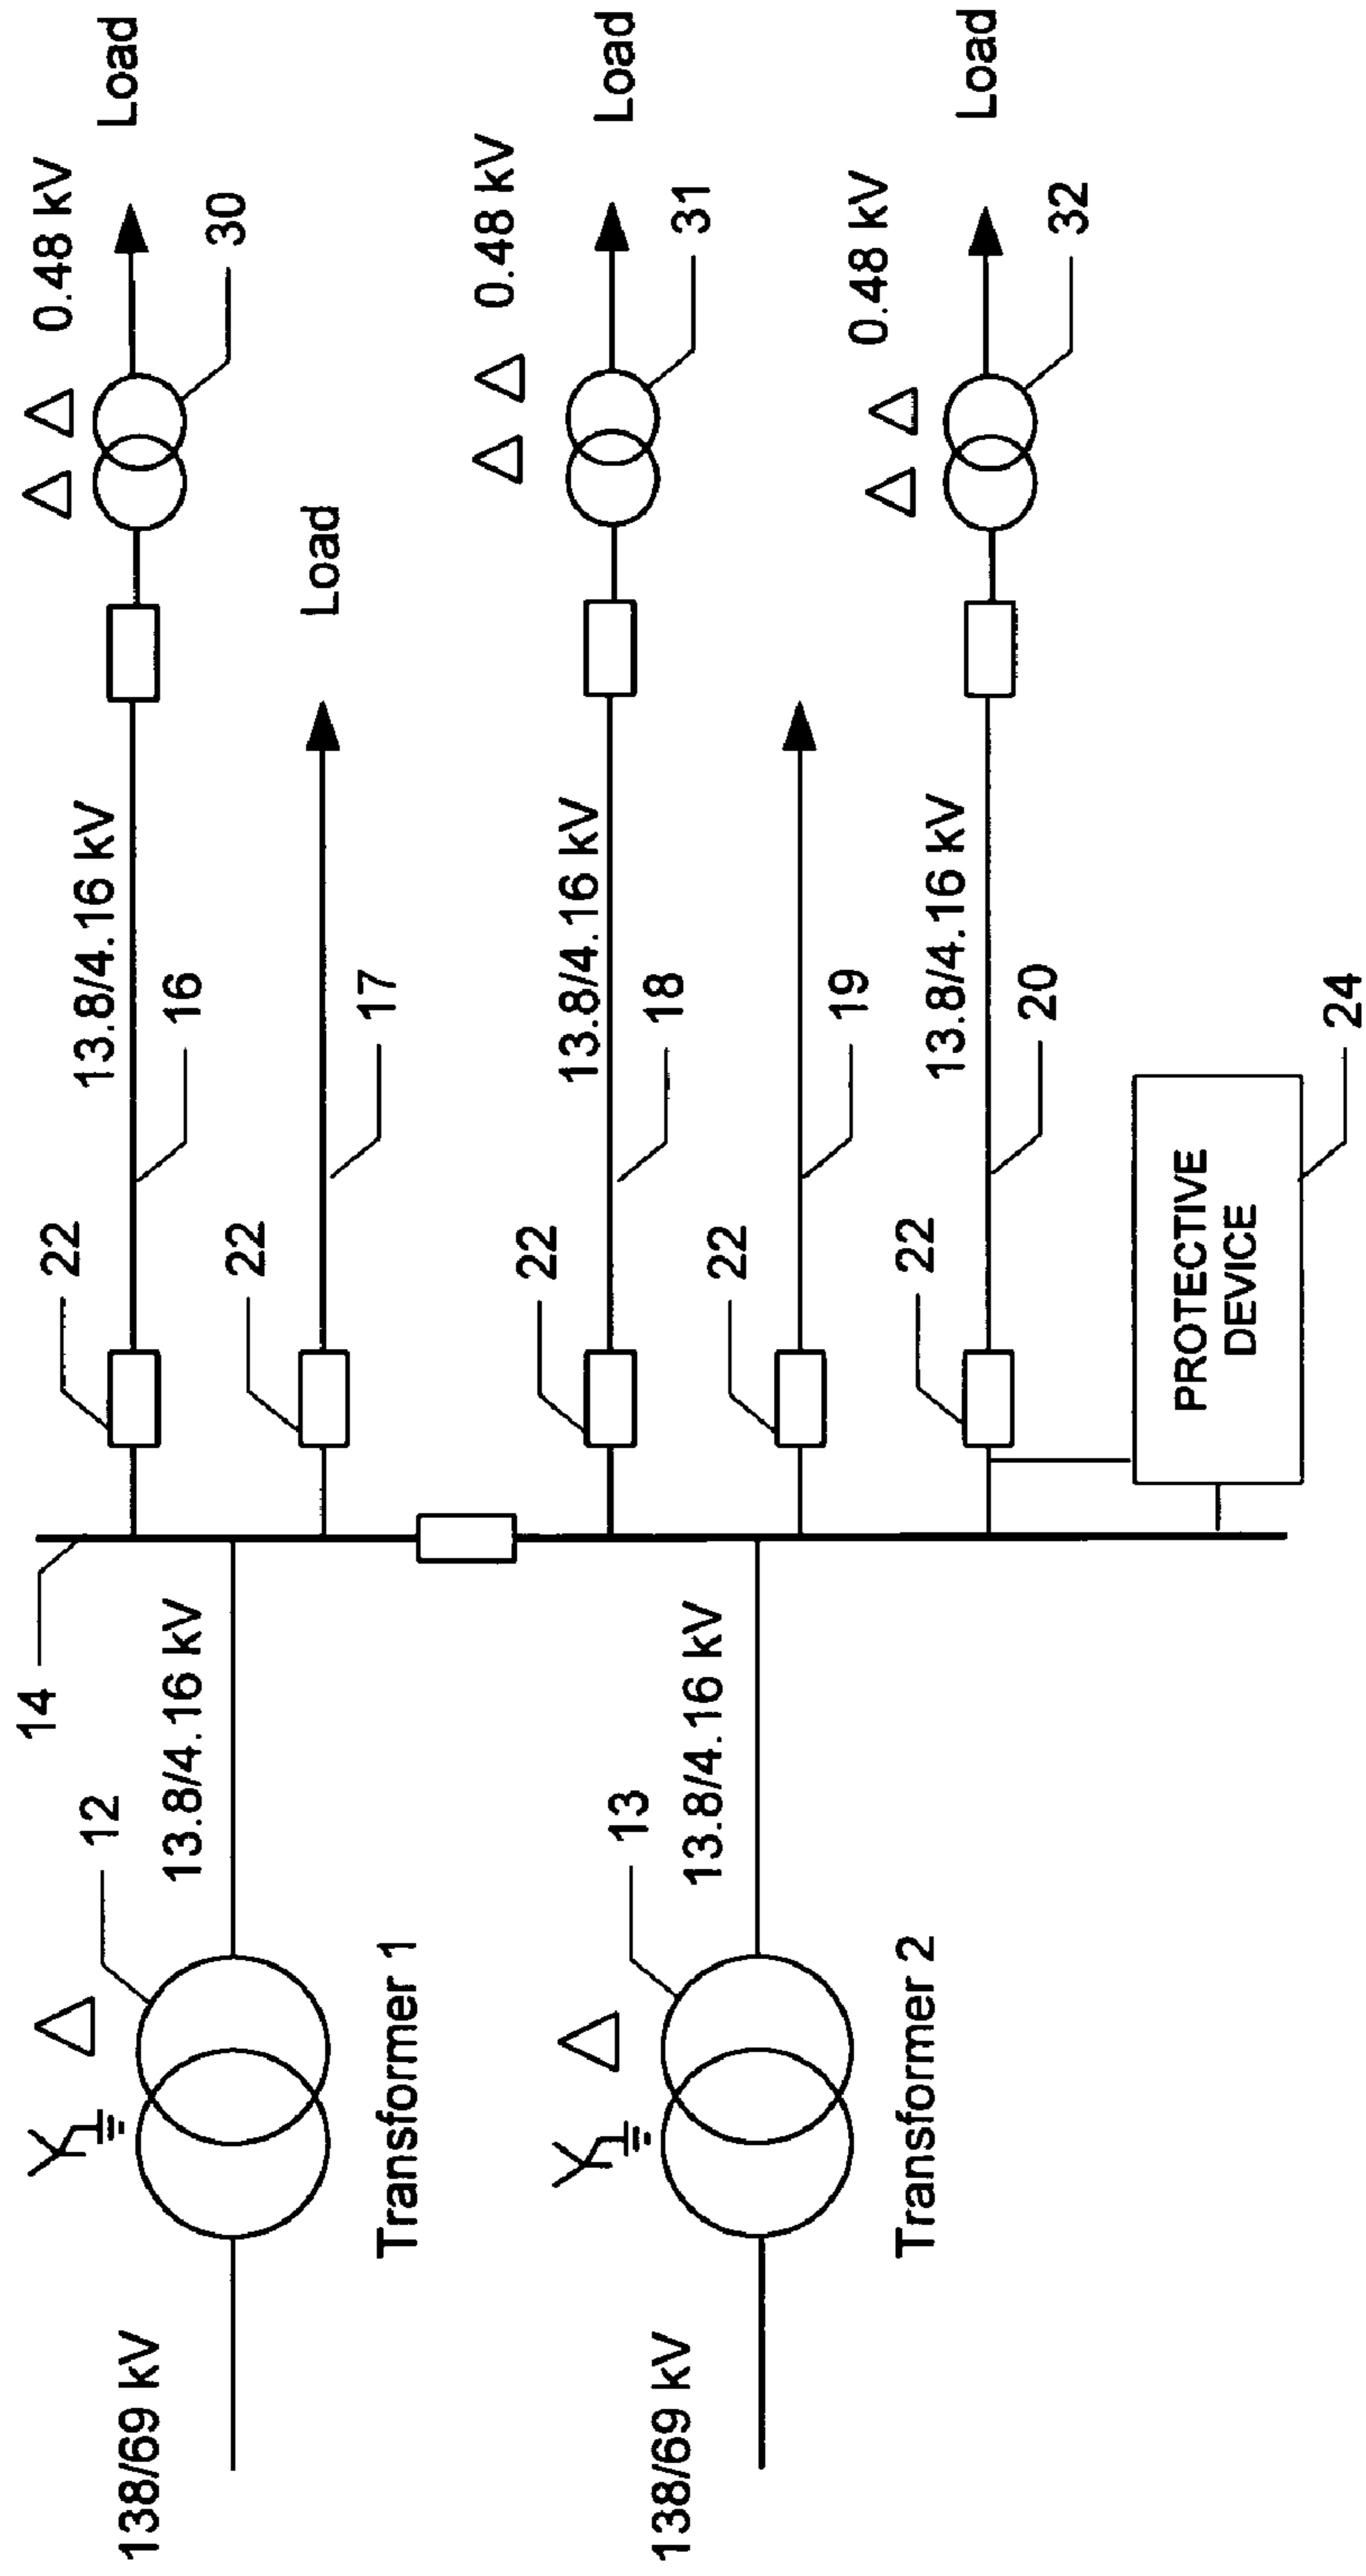 Load
0.48 kV
30
13.8/4.16 kV
16
22
Load
17
22
14
138/69 kV
12
13.8/4.16 kV
Transformer 1
Load
0.48 kV
31
13.8/4.16 kV
18
22
19
22
138/69 kV
13
13.8/4.16 kV
Transformer 2
Load
0.48 kV
32
13.8/4.16 kV
20
22
PROTECTIVE
DEVICE
24